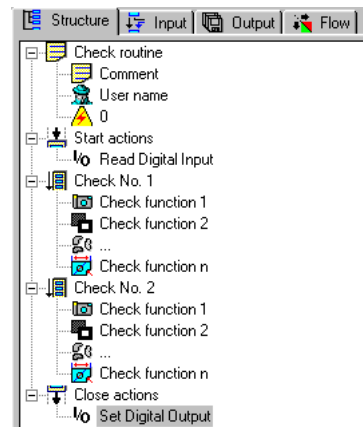 Structure Input Output Flow
Check routine
Comment
User name
0
Start actions
I/o Read Digital Input
Check No. 1
Check function 1
Check function 2
...
Check function n
Check No. 2
Check function 1
Check function 2
...
Check function n
Close actions
I/o Set Digital Output